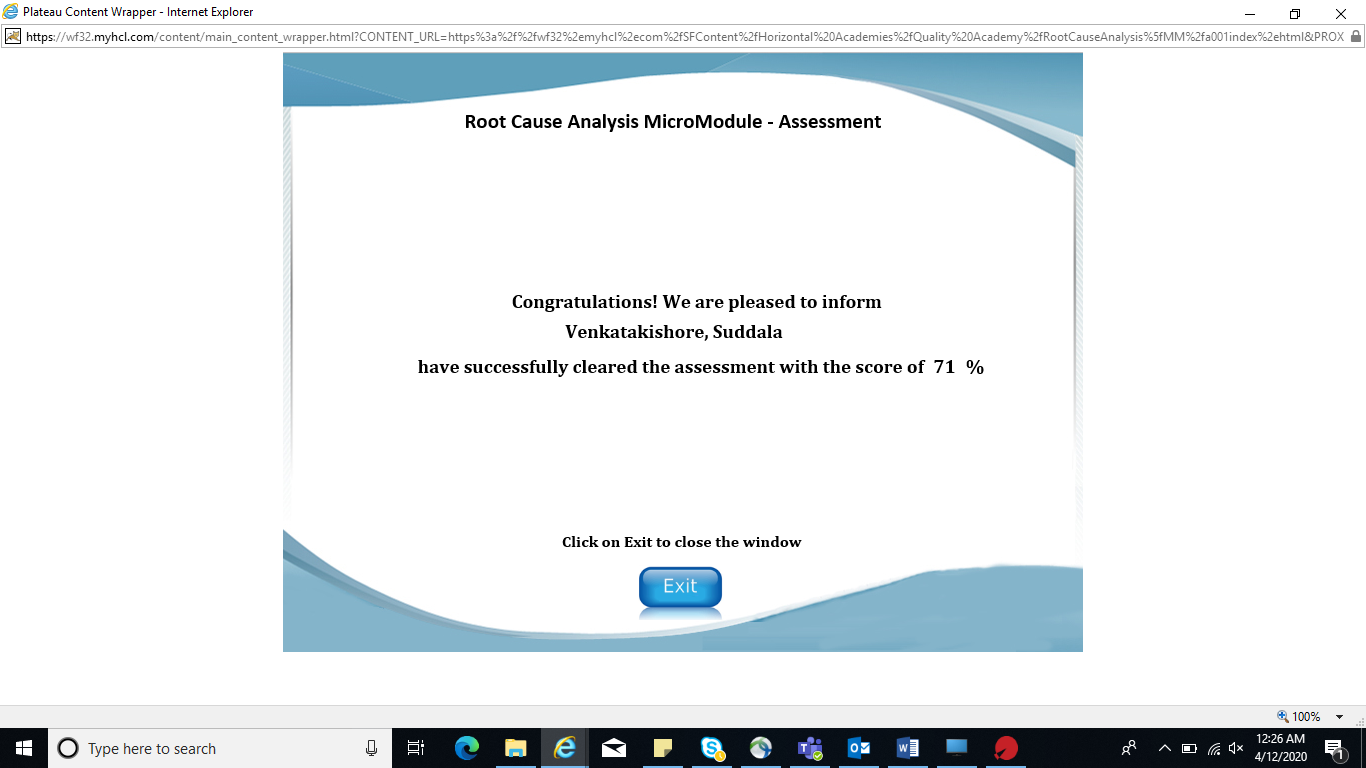 Plateau Content Wrapper - Internet Explorer
https://wf32.myhcl.com/content/main_content_wrapper.html?CONTENT_URL=https%3a%2f%2fwf32%2emyhcl%2ecom%2fSFContent%2fHorizontal%20Academies%2fQuality%20Academy%2fRootCauseAnalysis%5fMM%2fa001index%2ehtml&PROX
Root Cause Analysis MicroModule - Assessment
Congratulations! We are pleased to inform
Venkatakishore, Suddala
have successfully cleared the assessment with the score of 71 %
Click on Exit to close the window
Exit
100%
Type here to search
12:26 AM
4/12/2020
1